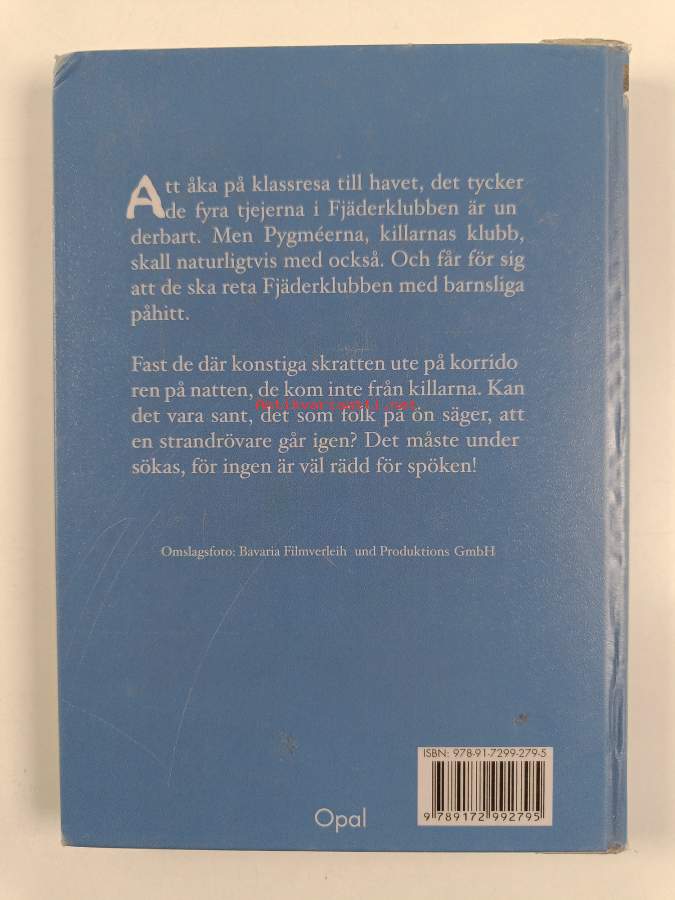 Att åka på klassresa till havet, det tycker
de fyra tjejerna i Fjäderklubben är un
derbart. Men Pygméerna, killarnas klubb,
skall naturligtvis med också. Och får för sig
att de ska reta Fjäderklubben med barnsliga
påhitt.
Fast de där konstiga skratten ute på korrido
ren på natten, de kom inte från killarna. Kan
det vara sant, det som folk på ön säger, att
en strandrövare går igen? Det måste under
sökas, för ingen är väl rädd för spöken!
Omslagsfoto: Bavaria Filmverleih und Produktions GmbH
ISBN: 978-91-7299-279-5
9 789172 992795
Opal